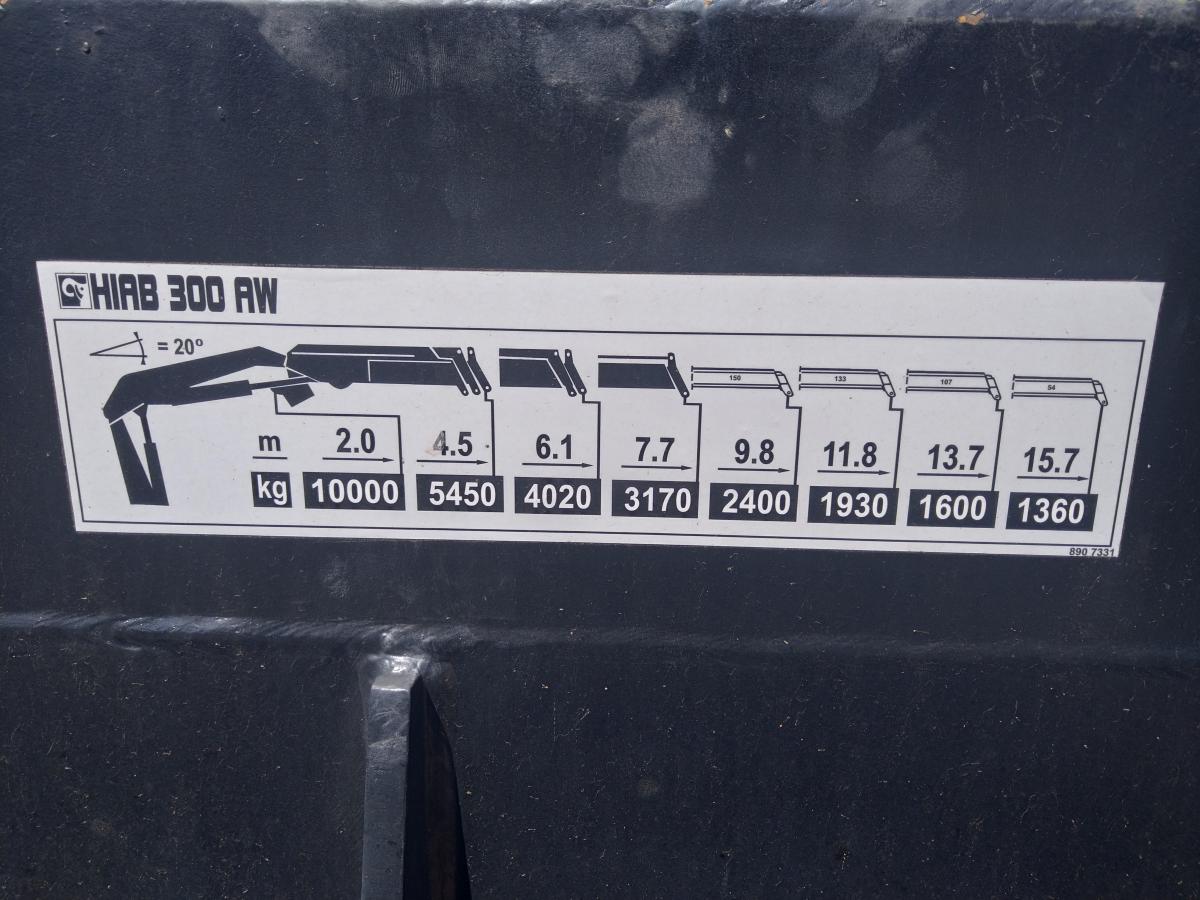 HIAB 300 AW
= 20°
150 133 107 54
m 2.0 4.5 6.1 7.7 9.8 11.8 13.7 15.7
kg 10000 5450 4020 3170 2400 1930 1600 1360
890 7331